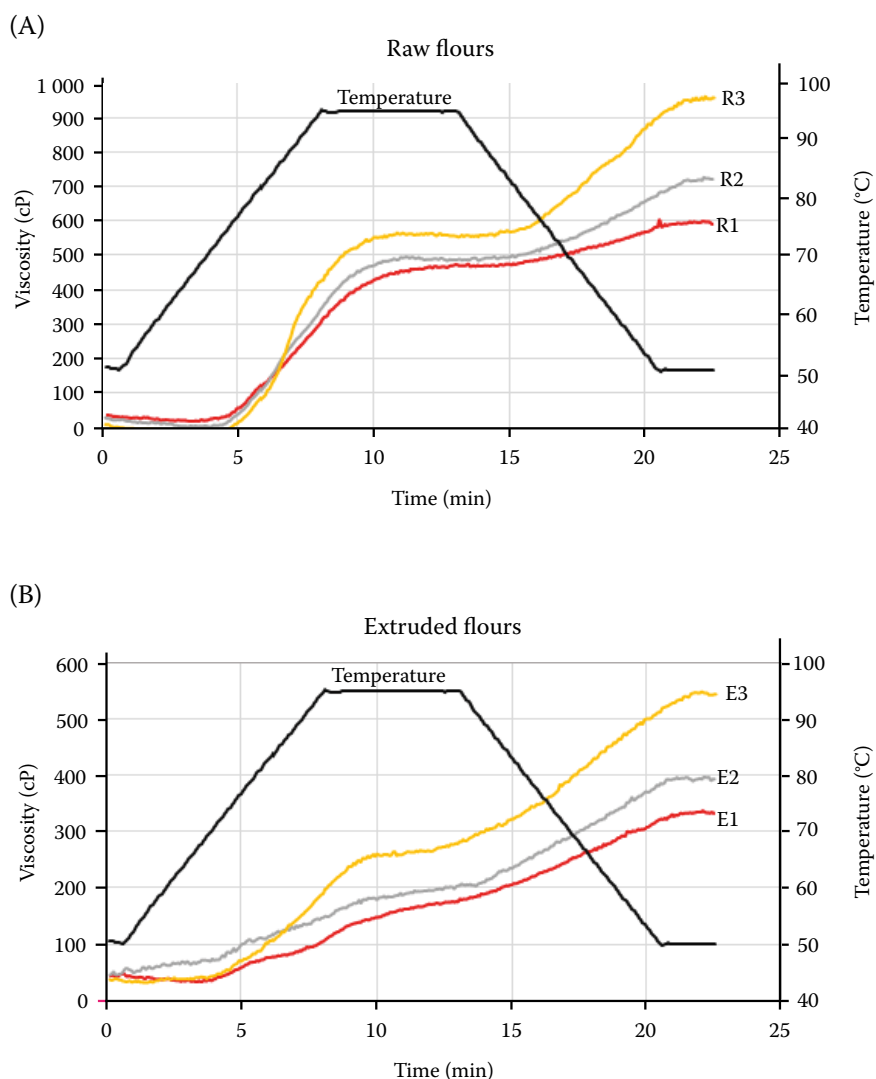 (A)
Raw flours
1 000
900
800
700
600
500
400
300
200
100
0
Viscosity (cP)
Temperature
R3
R2
R1
100
90
80
70
60
50
40
Temperature (°C)
0 5 10 15 20 25
Time (min)
(B)
Extruded flours
600
500
400
300
200
100
0
Viscosity (cP)
Temperature
E3
E2
E1
100
90
80
70
60
50
40
Temperature (°C)
0 5 10 15 20 25
Time (min)